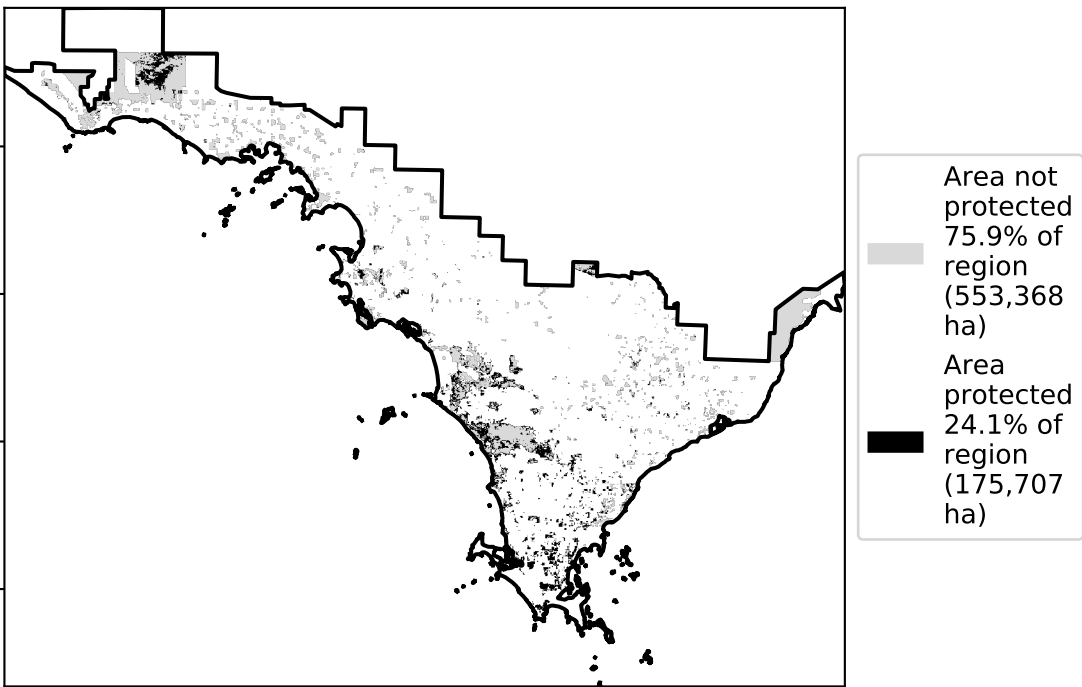 Area not
protected
75.9% of
region
(553,368
ha)
Area
protected
24.1% of
region
(175,707
ha)